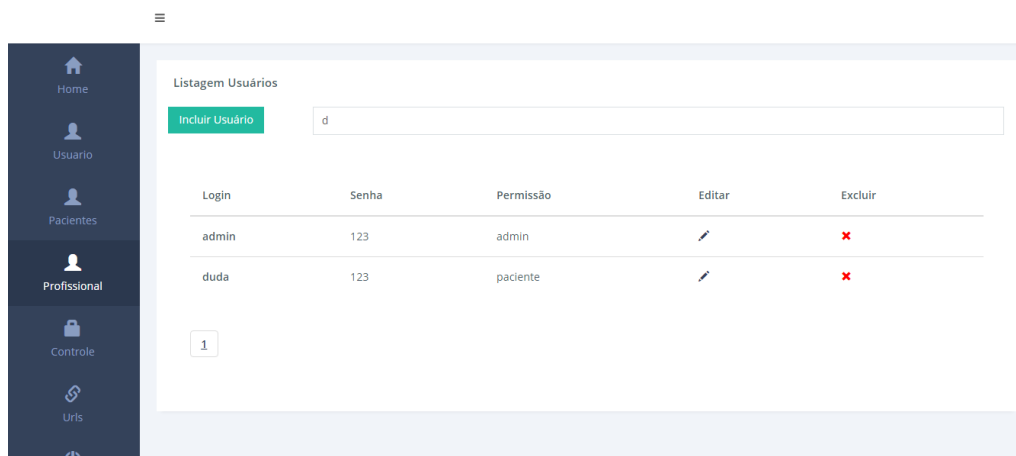 Home
Usuario
Pacientes
Profissional
Controle
Urls
Listagem Usuários
Incluir Usuário
d
Login Senha Permissão Editar Excluir
admin 123 admin
duda 123 paciente
1